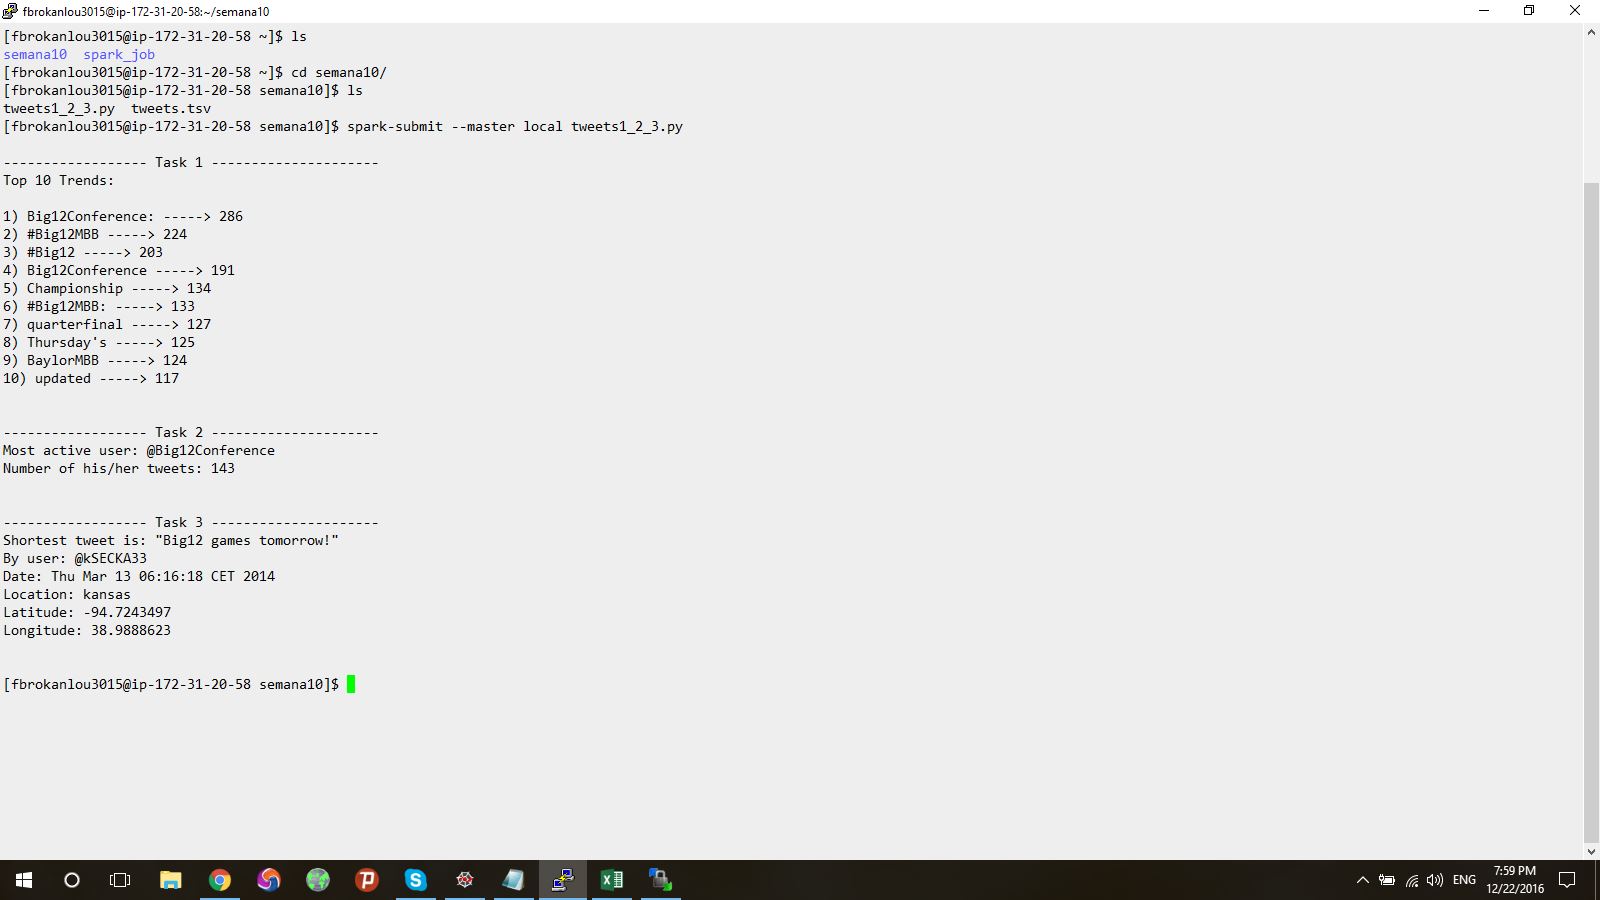 fbrokanlou3015@ip-172-31-20-58:~/semana10
[fbrokanlou3015@ip-172-31-20-58 ~]$ ls
semana10  spark_job
[fbrokanlou3015@ip-172-31-20-58 ~]$ cd semana10/
[fbrokanlou3015@ip-172-31-20-58 semana10]$ ls
tweets1_2_3.py  tweets.tsv
[fbrokanlou3015@ip-172-31-20-58 semana10]$ spark-submit --master local tweets1_2_3.py
------------------ Task 1 ---------------------
Top 10 Trends:
1) Big12Conference: -----> 286
2) #Big12MBB -----> 224
3) #Big12 -----> 203
4) Big12Conference -----> 191
5) Championship -----> 134
6) #Big12MBB: -----> 133
7) quarterfinal -----> 127
8) Thursday's -----> 125
9) BaylorMBB -----> 124
10) updated -----> 117
------------------ Task 2 ---------------------
Most active user: @Big12Conference
Number of his/her tweets: 143
------------------ Task 3 ---------------------
Shortest tweet is: "Big12 games tomorrow!"
By user: @kSECKA33
Date: Thu Mar 13 06:16:18 CET 2014
Location: kansas
Latitude: -94.7243497
Longitude: 38.9888623
[fbrokanlou3015@ip-172-31-20-58 semana10]$
ENG
7:59 PM
12/22/2016